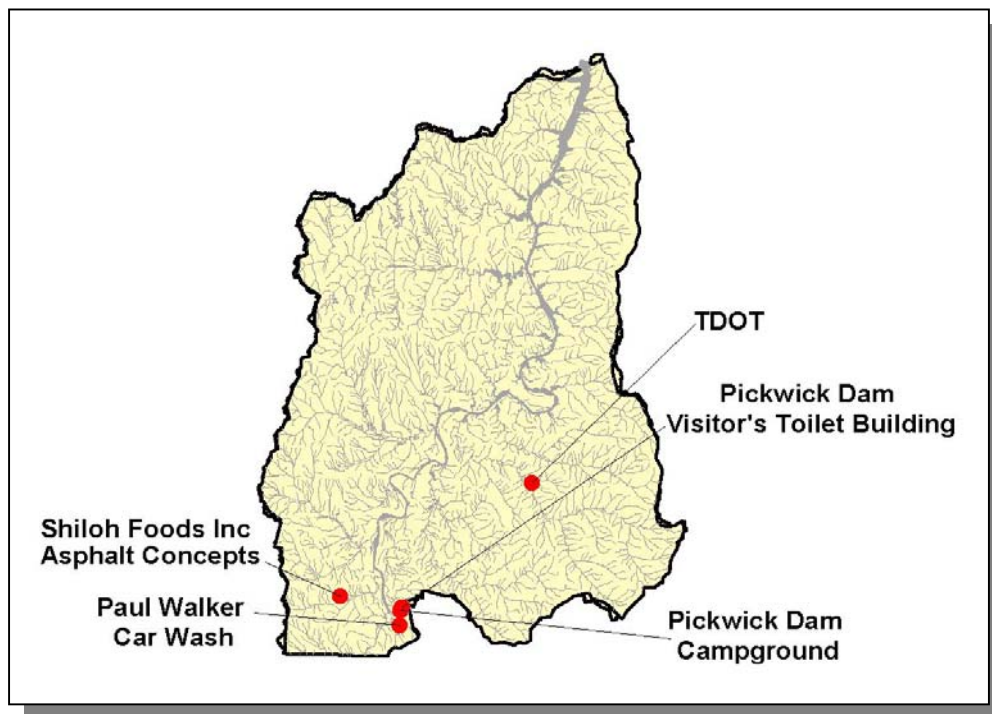 TDOT
Pickwick Dam
Visitor's Toilet Building
Shiloh Foods Inc
Asphalt Concepts
Paul Walker
Car Wash
Pickwick Dam
Campground